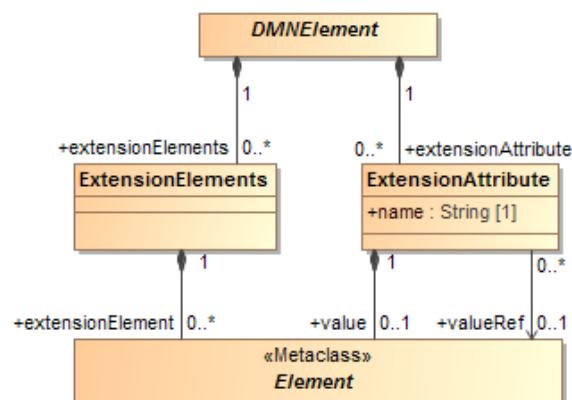 DMNElement
1 1
+extensionElements 0..* 0..* +extensionAttribute
ExtensionElements ExtensionAttribute
+name : String [1]
1 1 0..*
+extensionElement 0..* +value 0..1 +valueRef 0..1
«Metaclass»
Element